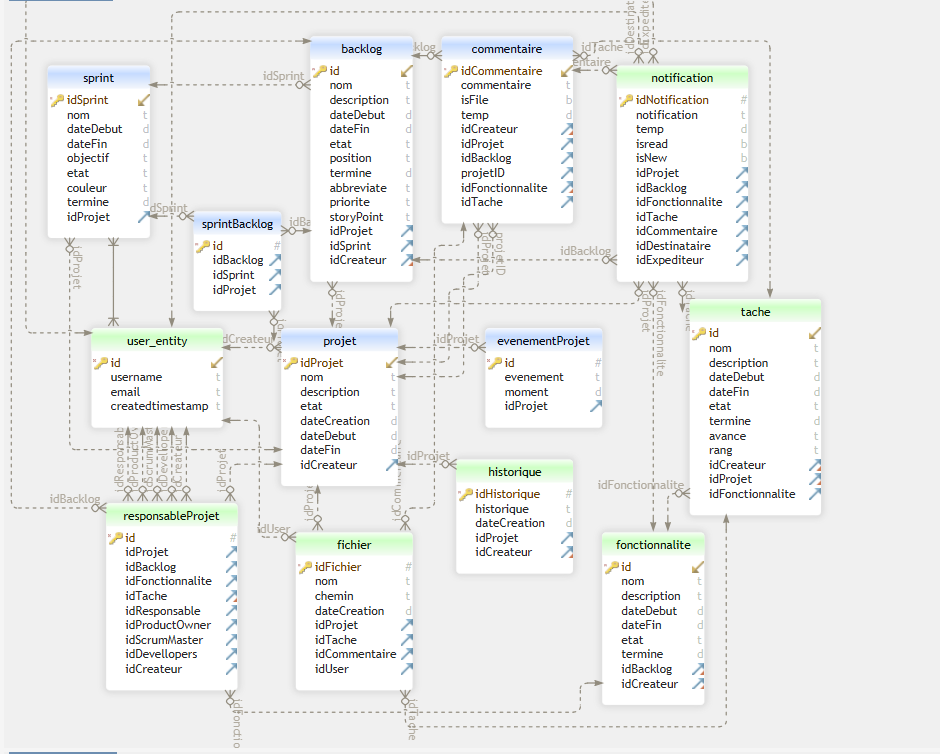 backlog
id
nom
description
dateDebut
dateFin
etat
position
termine
abbreviate
priorite
storyPoint
idProjet
idSprint
idCreateur
commentaire
idCommentaire
commentaire
isFile
temp
idCreateur
idProjet
idBacklog
projetID
idFonctionnalite
idTache
idTache
notification
idNotification
notification
temp
isread
isNew
idProjet
idBacklog
idFonctionnalite
idTache
idCommentaire
idDestinataire
idExpediteur
sprint
idSprint
nom
dateDebut
dateFin
objectif
etat
couleur
termine
idProjet
idSprint
sprintBacklog
id
idBacklog
idSprint
idProjet
idProjet
projetID
idProjet
idBacklog
idProjet
idFonctionnalite
user_entity
id
username
email
createdtimestamp
projet
idProjet
nom
description
etat
dateCreation
dateDebut
dateFin
idCreateur
idProjet
evenementProjet
id
evenement
moment
idProjet
tache
id
nom
description
dateDebut
dateFin
etat
termine
avance
rang
idCreateur
idProjet
idFonctionnalite
idFonctionnalite
idProjet
historique
idHistorique
historique
dateCreation
idProjet
idCreateur
idCreateur
idProjet
idBacklog
responsableProjet
id
idProjet
idBacklog
idFonctionnalite
idTache
idResponsable
idProductOwner
idScrumMaster
idDevellopers
idCreateur
idUser
fichier
idFichier
nom
chemin
dateCreation
idProjet
idTache
idCommentaire
idUser
fonctionnalite
id
nom
description
dateDebut
dateFin
etat
termine
idBacklog
idCreateur
idTache